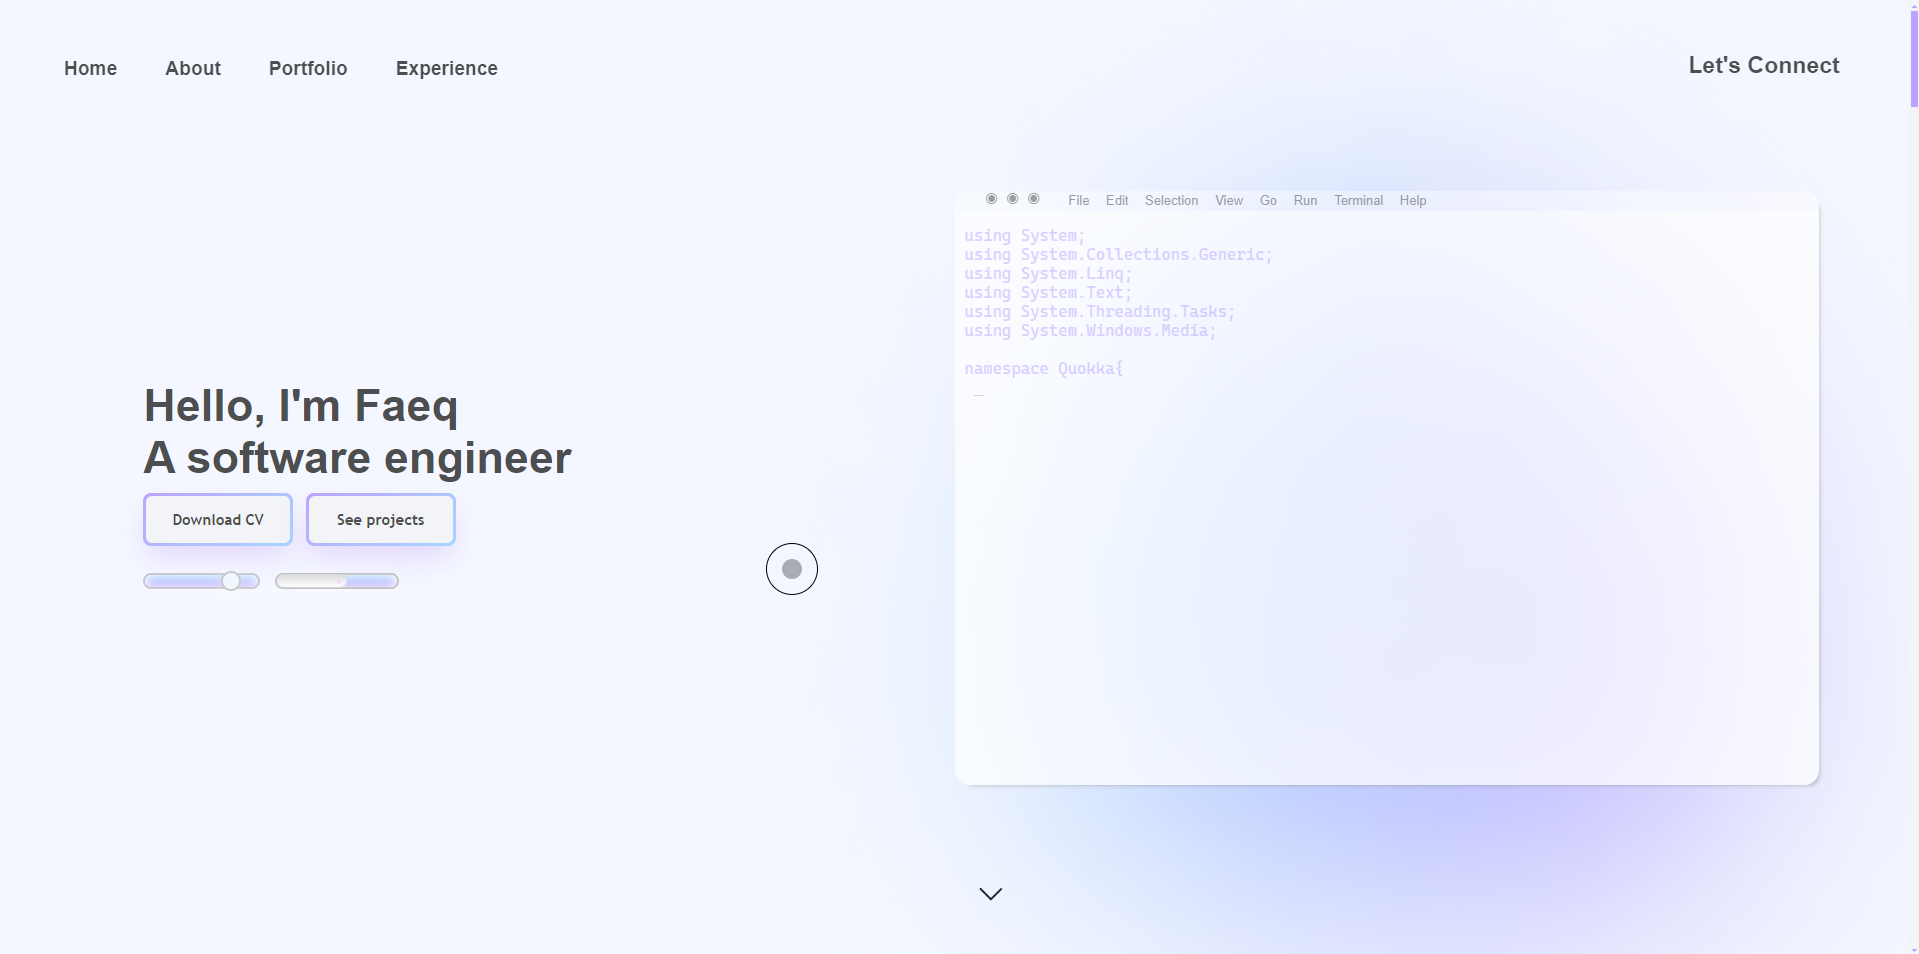 Home About Portfolio Experience
Let's Connect
File Edit Selection View Go Run Terminal Help
using System;
using System.Collections.Generic;
using System.Linq;
using System.Text;
using System.Threading.Tasks;
using System.Windows.Media;
namespace Quokka{
_
Hello, I'm Faeq
A software engineer
Download CV See projects